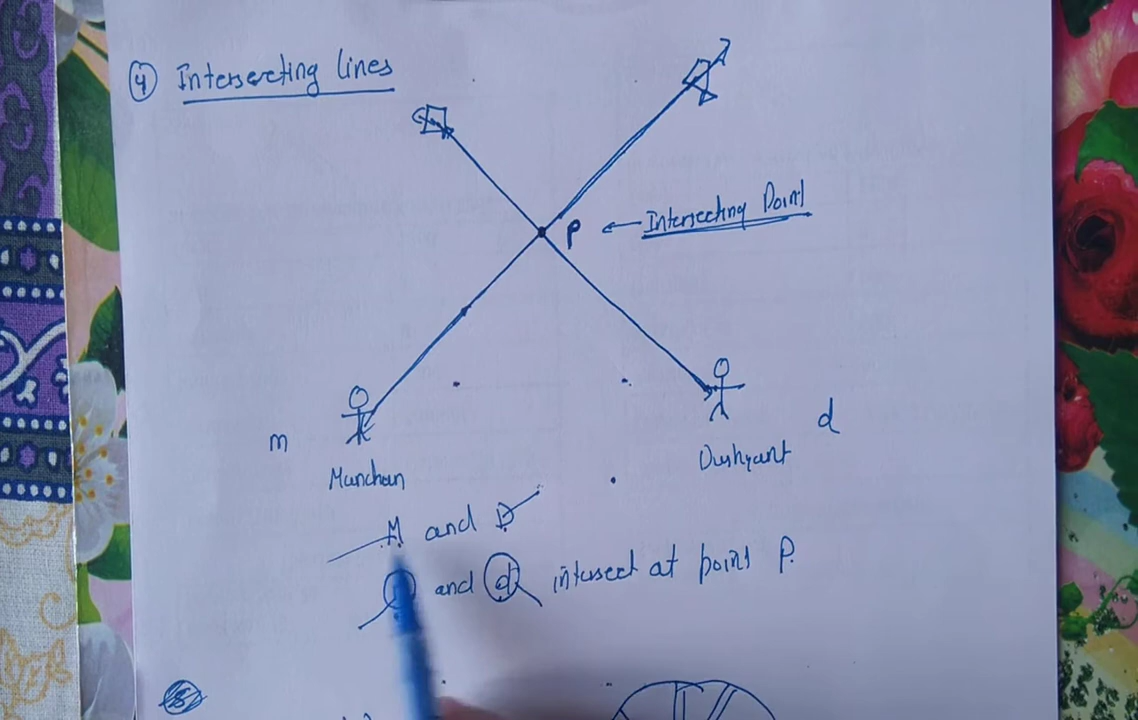 ④ Intersecting lines
P ← Intersecting Point
m d
Munchun Dushyant
M and D
and d intersect at point P.